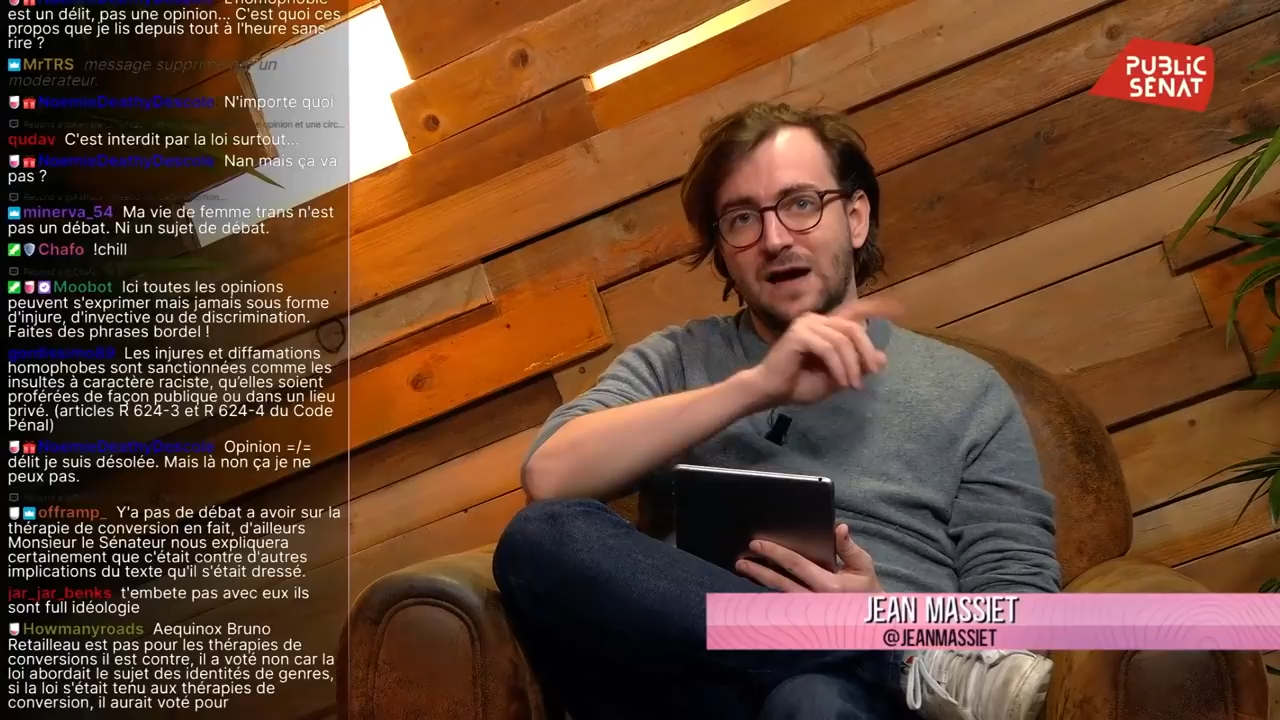 est un délit, pas une opinion... C'est quoi ces
propos que je lis depuis tout à l'heure sans
rire ?
MrTRS message supprimé par un
modérateur.
NaemieDeathyDescole N'importe quoi
opinion et une circ...
qudav C'est interdit par la loi surtout...
NaemieDeathyDescole Nan mais ça va
pas ?
minerva_54 Ma vie de femme trans n'est
pas un débat. Ni un sujet de débat.
Chafo !chill
Répond à @Chafo
Moobot Ici toutes les opinions
peuvent s'exprimer mais jamais sous forme
d'injure, d'invective ou de discrimination.
Faites des phrases bordel !
Les injures et diffamations
homophobes sont sanctionnées comme les
insultes à caractère raciste, qu'elles soient
proférées de façon publique ou dans un lieu
privé. (articles R 624-3 et R 624-4 du Code
Pénal)
NaemieDeathyDescole Opinion =/=
délit je suis désolée. Mais là non ça je ne
peux pas.
offramp_ Y'a pas de débat a avoir sur la
thérapie de conversion en fait, d'ailleurs
Monsieur le Sénateur nous expliquera
certainement que c'était contre d'autres
implications du texte qu'il s'était dressé.
jar_jar_benks t'embete pas avec eux ils
sont full idéologie
Howmanyroads Aequinox Bruno
Retailleau est pas pour les thérapies de
conversions il est contre, il a voté non car la
loi abordait le sujet des identités de genres,
si la loi s'était tenu aux thérapies de
conversion, il aurait voté pour
PUBLIC
SÉNAT
JEAN MASSIET
@JEANMASSIET